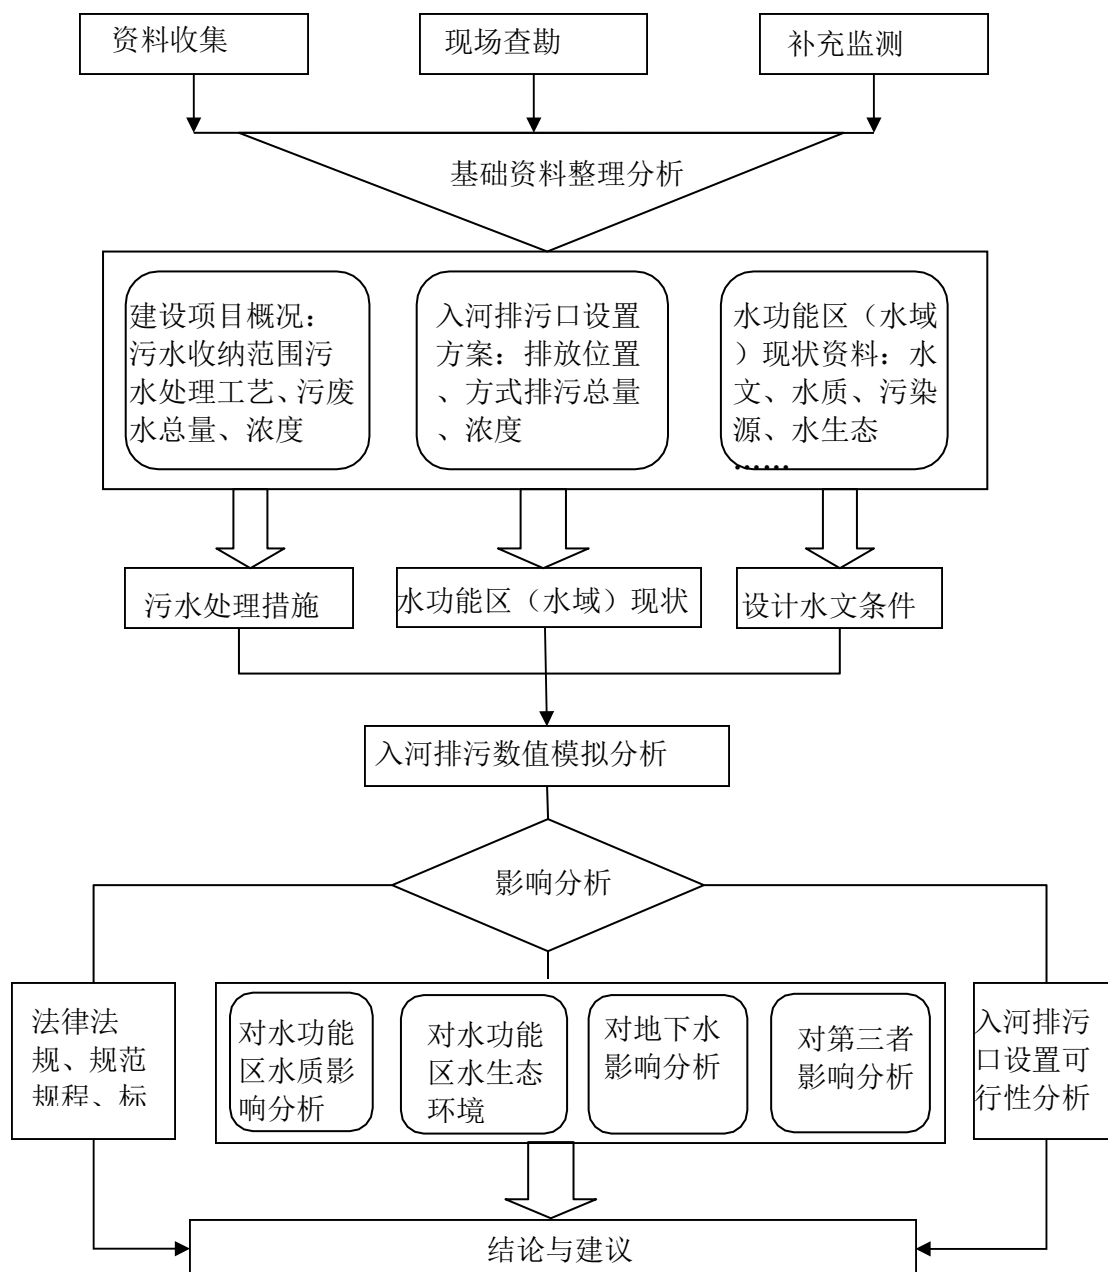 资料收集
现场查勘
补充监测
基础资料整理分析
建设项目概况：
污水收纳范围污
水处理工艺、污废
水总量、浓度
入河排污口设置
方案：排放位置
、方式排污总量
、浓度
水功能区（水域
）现状资料：水
文、水质、污染
源、水生态
……
污水处理措施
水功能区（水域）现状
设计水文条件
入河排污数值模拟分析
影响分析
法律法
规、规范
规程、标
对水功能
区水质影
响分析
对水功能
区水生态
环境
对地下水
影响分析
对第三者
影响分析
入河排污
口设置可
行性分析
结论与建议